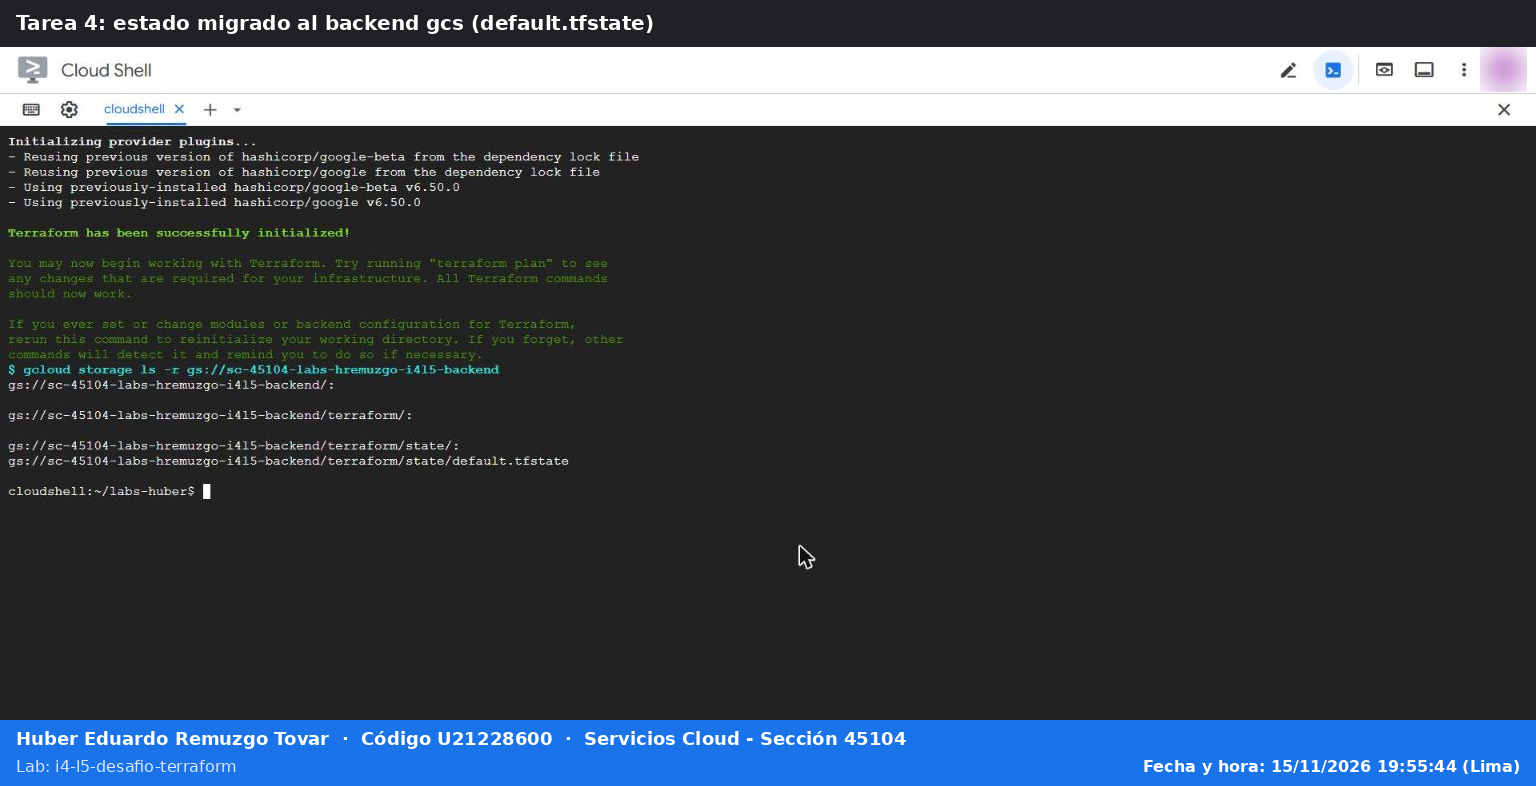 Tarea 4: estado migrado al backend gcs (default.tfstate)
Cloud Shell
cloudshell
Initializing provider plugins...
- Reusing previous version of hashicorp/google-beta from the dependency lock file
- Reusing previous version of hashicorp/google from the dependency lock file
- Using previously-installed hashicorp/google-beta v6.50.0
- Using previously-installed hashicorp/google v6.50.0
Terraform has been successfully initialized!
You may now begin working with Terraform. Try running "terraform plan" to see
any changes that are required for your infrastructure. All Terraform commands
should now work.
If you ever set or change modules or backend configuration for Terraform,
rerun this command to reinitialize your working directory. If you forget, other
commands will detect it and remind you to do so if necessary.
$ gcloud storage ls -r gs://sc-45104-labs-hremuzgo-i4l5-backend
gs://sc-45104-labs-hremuzgo-i4l5-backend/:
gs://sc-45104-labs-hremuzgo-i4l5-backend/terraform/:
gs://sc-45104-labs-hremuzgo-i4l5-backend/terraform/state/:
gs://sc-45104-labs-hremuzgo-i4l5-backend/terraform/state/default.tfstate
cloudshell:~/labs-huber$
Huber Eduardo Remuzgo Tovar · Código U21228600 · Servicios Cloud - Sección 45104
Lab: i4-l5-desafio-terraform
Fecha y hora: 15/11/2026 19:55:44 (Lima)